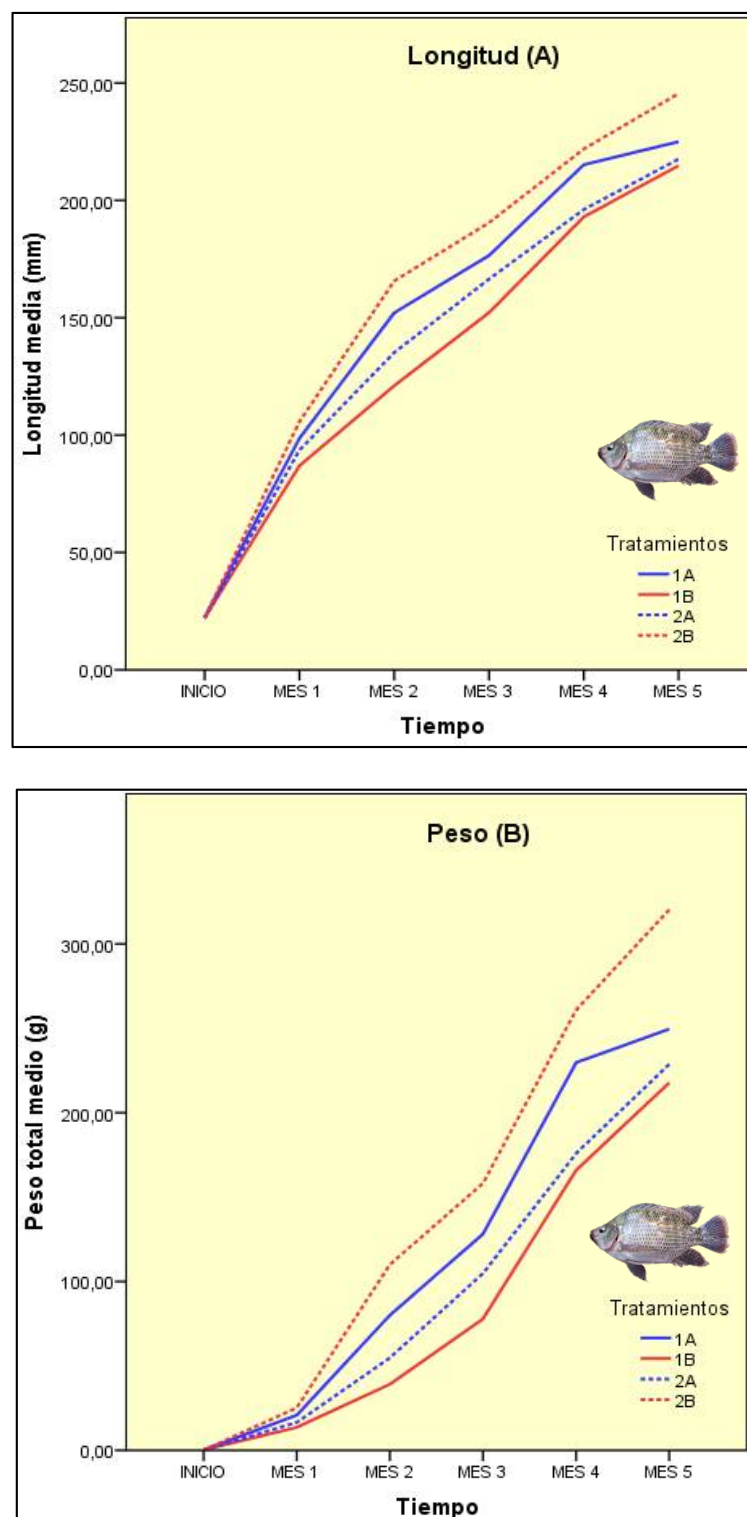 Longitud (A)
250,00
200,00
150,00
100,00
50,00
0,00
Longitud media (mm)
Tratamientos
1A
1B
2A
2B
INICIO MES 1 MES 2 MES 3 MES 4 MES 5
Tiempo
Peso (B)
300,00
200,00
100,00
0,00
Peso total medio (g)
Tratamientos
1A
1B
2A
2B
INICIO MES 1 MES 2 MES 3 MES 4 MES 5
Tiempo